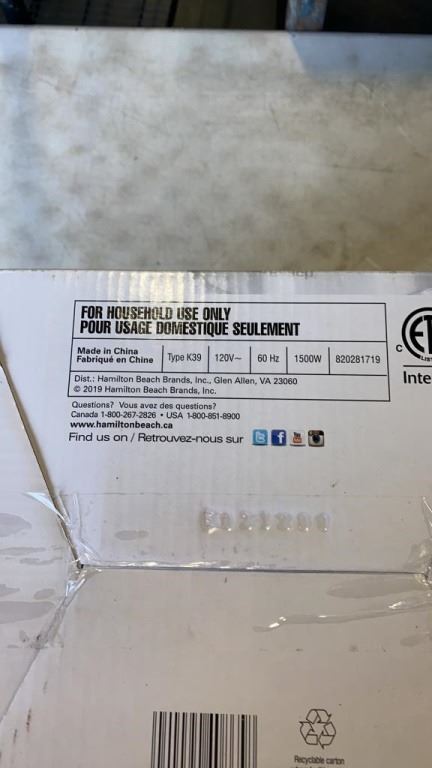 FOR HOUSEHOLD USE ONLY
POUR USAGE DOMESTIQUE SEULEMENT
Made in China
Fabriqué en Chine
Type K39
120V~
60 Hz
1500W
820281719
Dist.: Hamilton Beach Brands, Inc., Glen Allen, VA 23060
© 2019 Hamilton Beach Brands, Inc.
C
Inte
Questions? Vous avez des questions?
Canada 1-800-267-2826 • USA 1-800-851-8900
www.hamiltonbeach.ca
Find us on / Retrouvez-nous sur
Recyclable carton